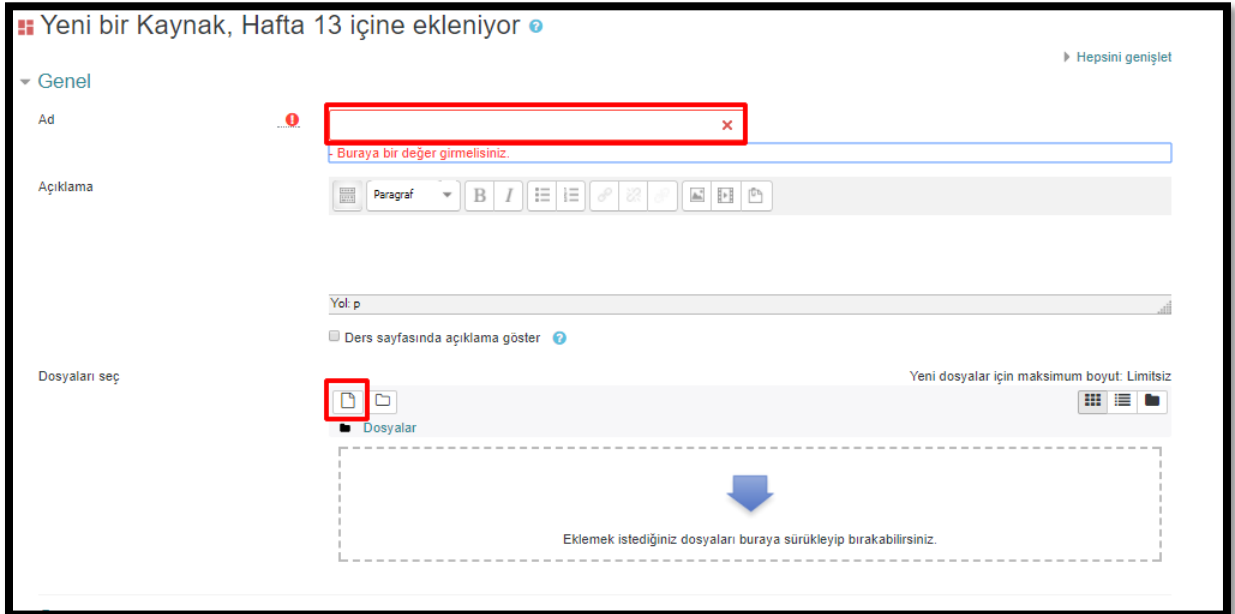 Yeni bir Kaynak, Hafta 13 içine ekleniyor
Hepsini genişlet
Genel
Ad
- Buraya bir değer girmelisiniz.
Açıklama
Paragraf B I
Yol: p
Ders sayfasında açıklama göster
Dosyaları seç
Yeni dosyalar için maksimum boyut: Limitsiz
Dosyalar
Eklemek istediğiniz dosyaları buraya sürükleyip bırakabilirsiniz.